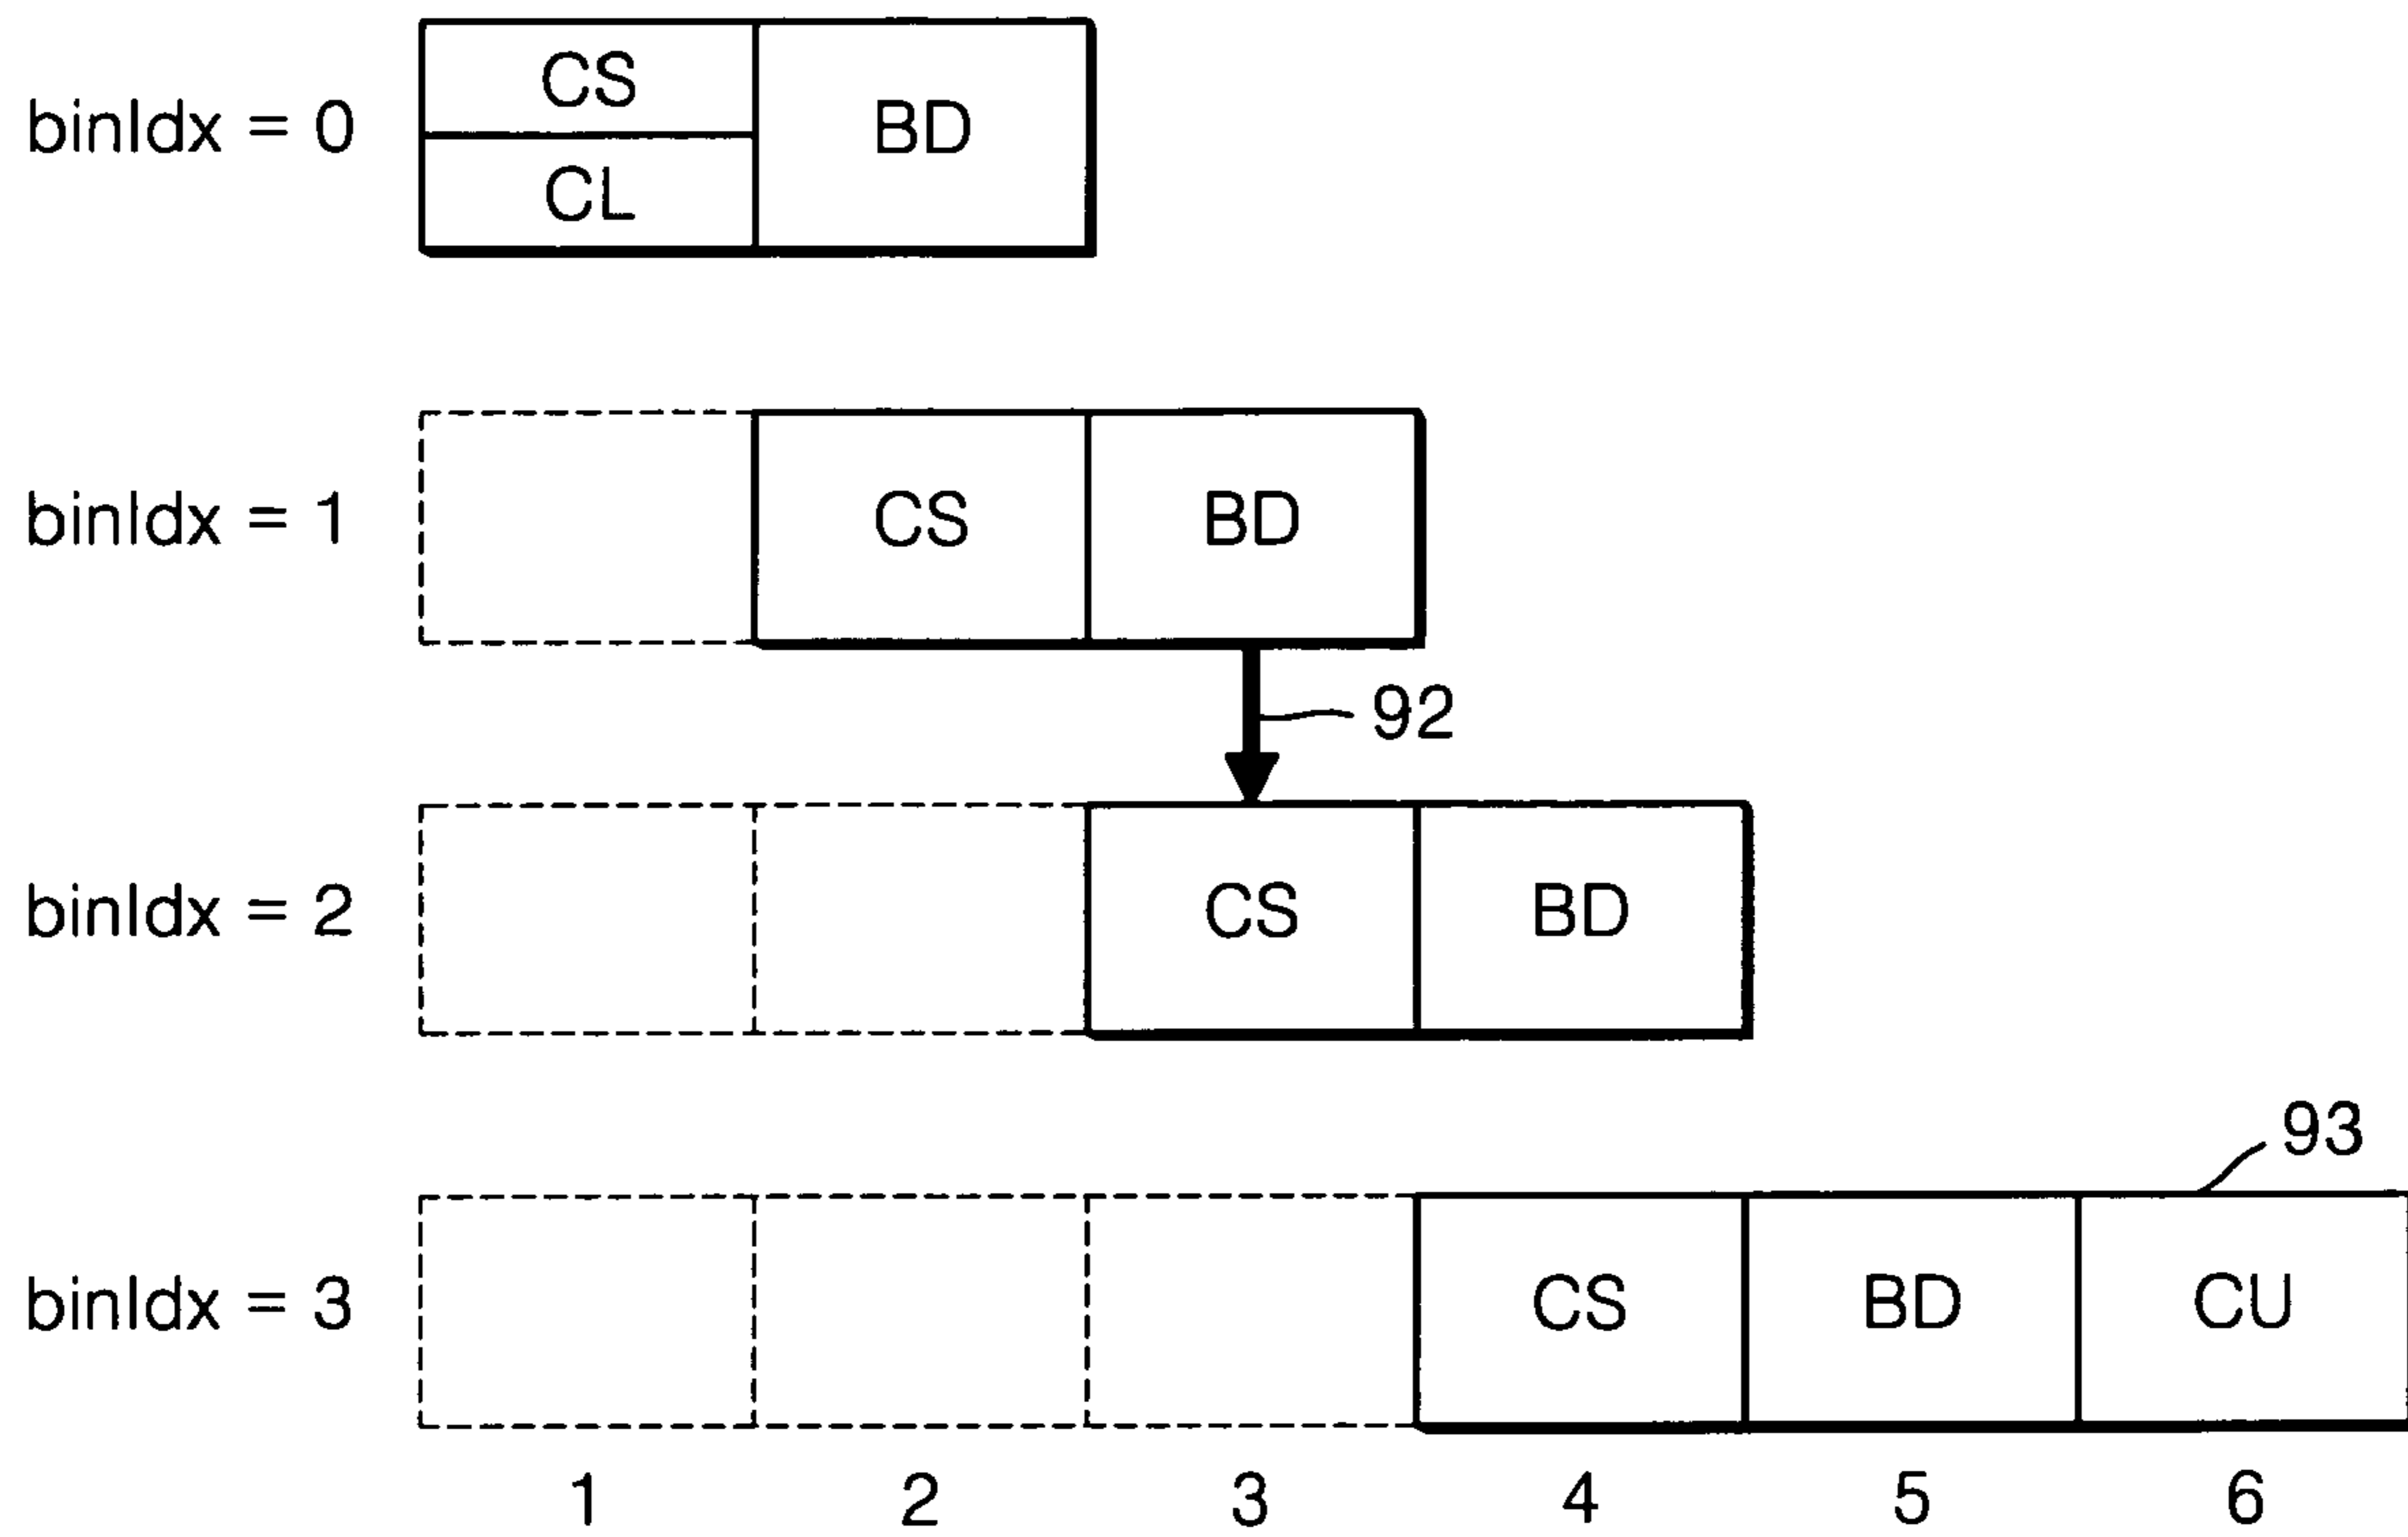 CS
binIdx = 0 BD
CL
binIdx = 1 CS BD
92
binIdx = 2 CS BD
93
binIdx = 3 CS BD CU
1 2 3 4 5 6